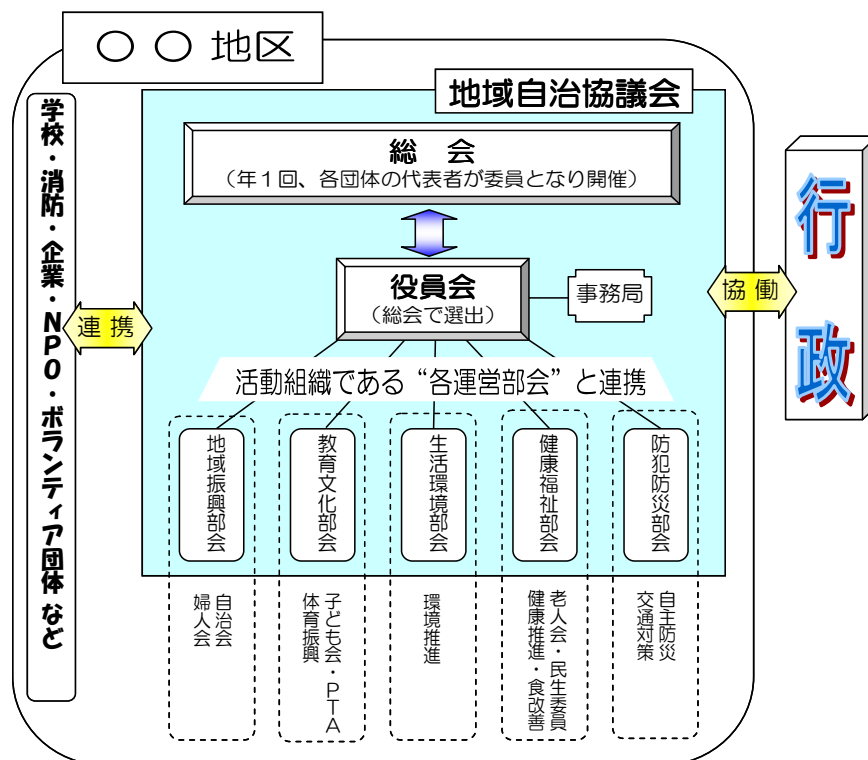 〇 〇 地区
地域自治協議会
総 会
（年１回、各団体の代表者が委員となり開催）
役員会
（総会で選出）
事務局
学校・消防・企業・NPO・ボランティア団体 など
連 携
協 働
行 政
活動組織である “各運営部会” と連携
地域振興部会
教育文化部会
生活環境部会
健康福祉部会
防犯防災部会
自治会
婦人会
子ども会・PTA
体育振興
環境推進
老人会・民生委員
健康推進・食改善
自主防災
交通対策